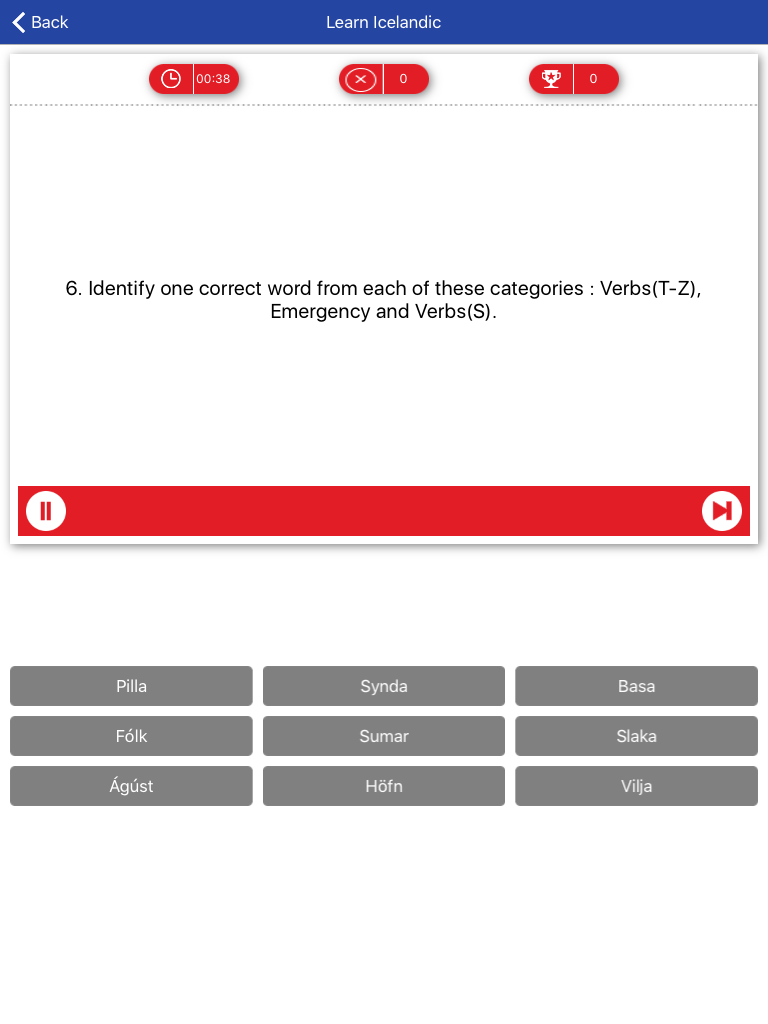 Back
Learn Icelandic
00:38
0
0
6. Identify one correct word from each of these categories : Verbs(T-Z),
Emergency and Verbs(S).
Pilla
Synda
Basa
Fólk
Sumar
Slaka
Ágúst
Höfn
Vilja